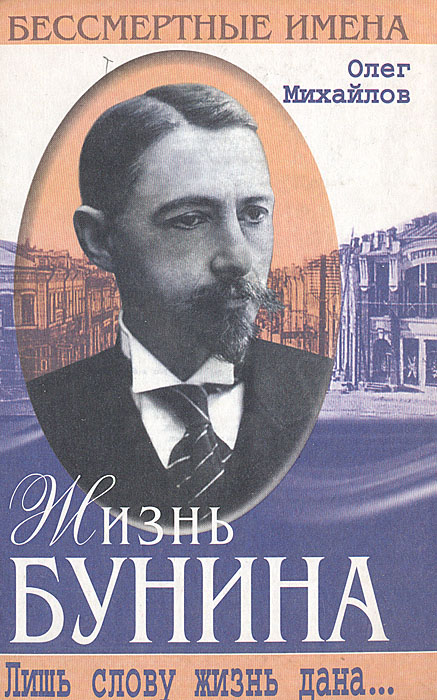 БЕССМЕРТНЫЕ ИМЕНА
Олег
Михайлов
Жизнь
БУНИНА
Лишь слову жизнь дана...